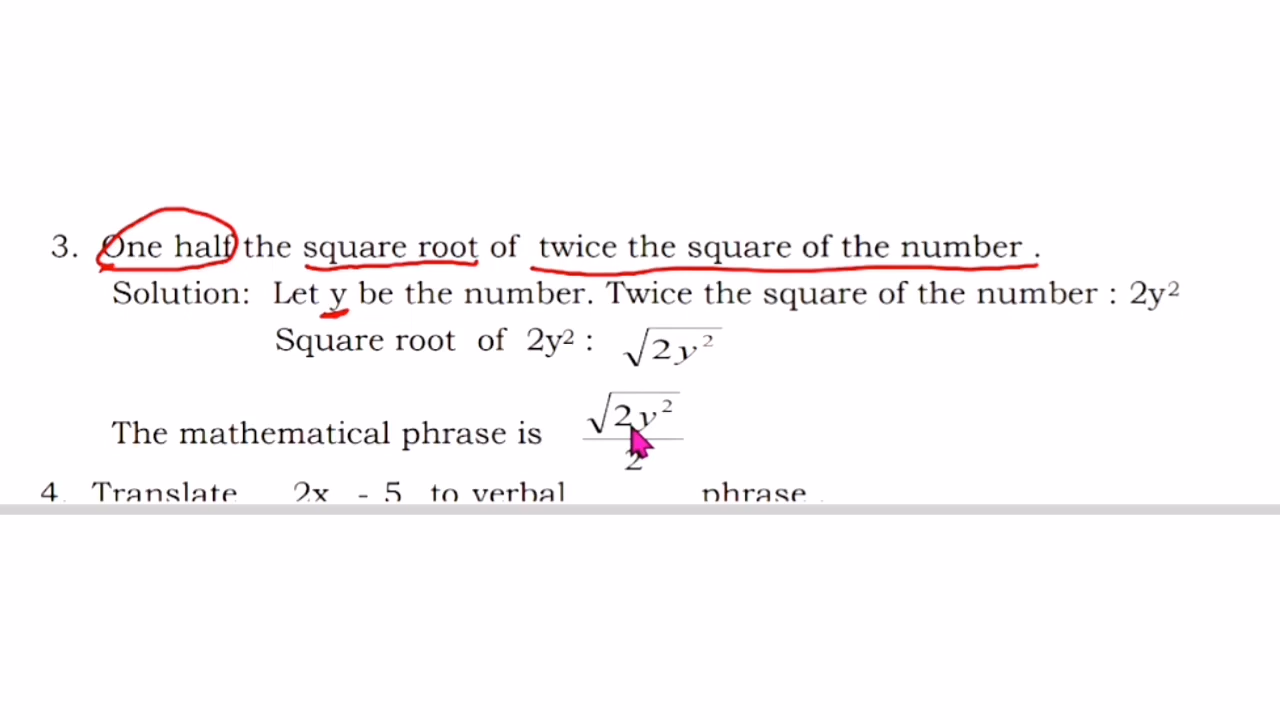 3. One half the square root of twice the square of the number .
Solution: Let y be the number. Twice the square of the number : 2y²
Square root of 2y² : √2y²
The mathematical phrase is √2y² / 2
4. Translate 2x - 5 to verbal phrase .